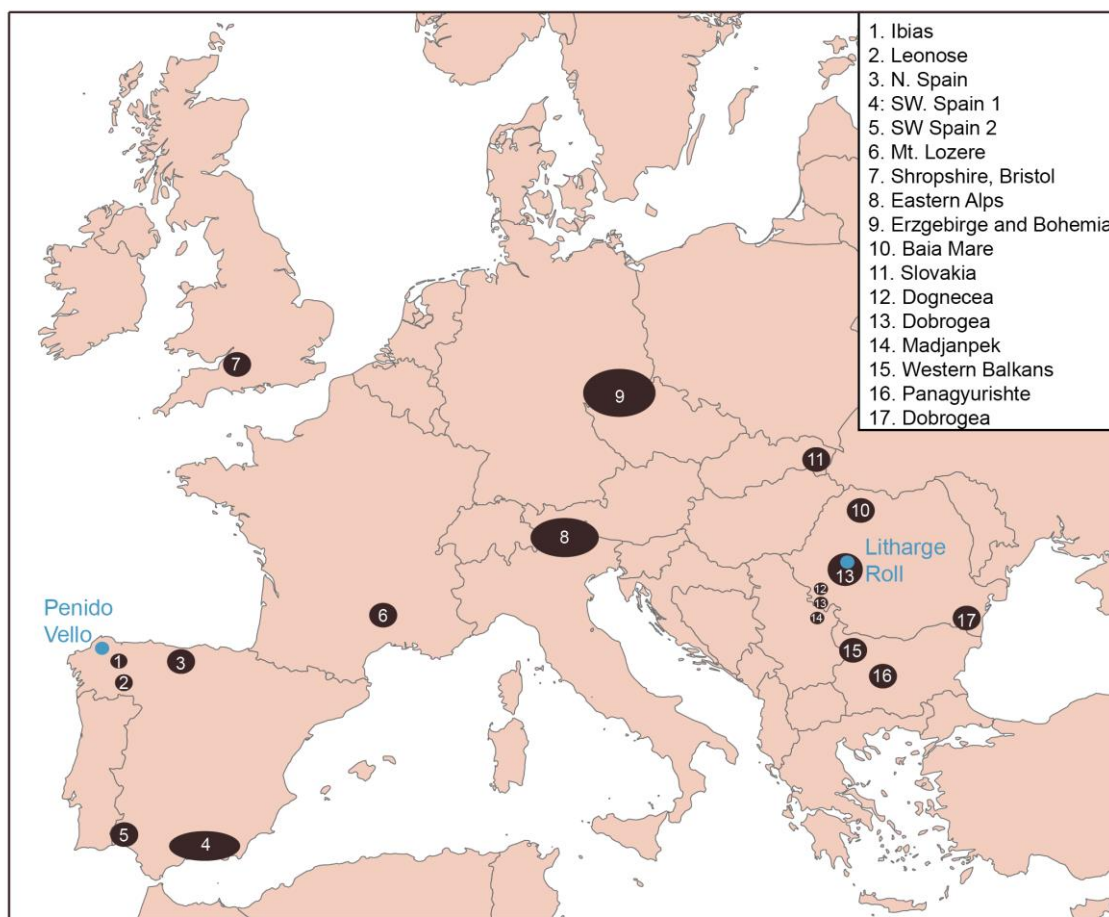 1. Ibias
2. Leonose
3. N. Spain
4: SW. Spain 1
5. SW Spain 2
6. Mt. Lozere
7. Shropshire, Bristol
8. Eastern Alps
9. Erzgebirge and Bohemia
10. Baia Mare
11. Slovakia
12. Dognecea
13. Dobrogea
14. Madjanpek
15. Western Balkans
16. Panagyurishte
17. Dobrogea
7
9
11
10
8
Litharge
Roll
13
12
13
14
6
17
Penido
Vello
15
1
3
16
2
5
4